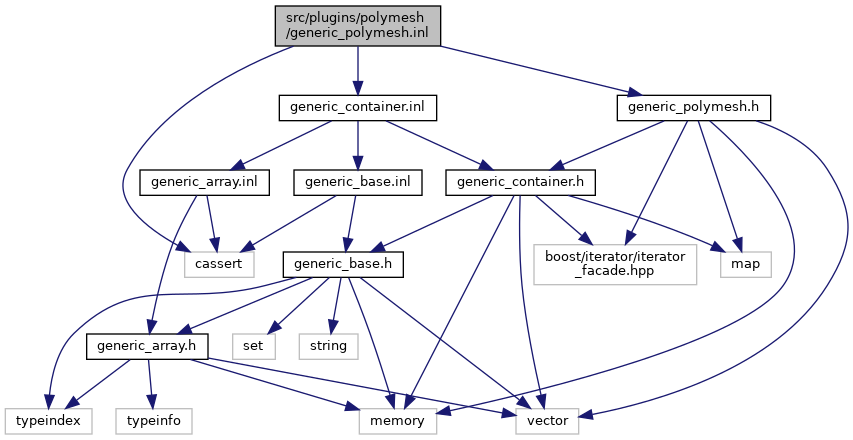 src/plugins/polymesh
/generic_polymesh.inl
generic_container.inl
generic_polymesh.h
generic_array.inl
generic_base.inl
generic_container.h
cassert
generic_base.h
boost/iterator/iterator
_facade.hpp
map
generic_array.h
set
string
typeindex
typeinfo
memory
vector